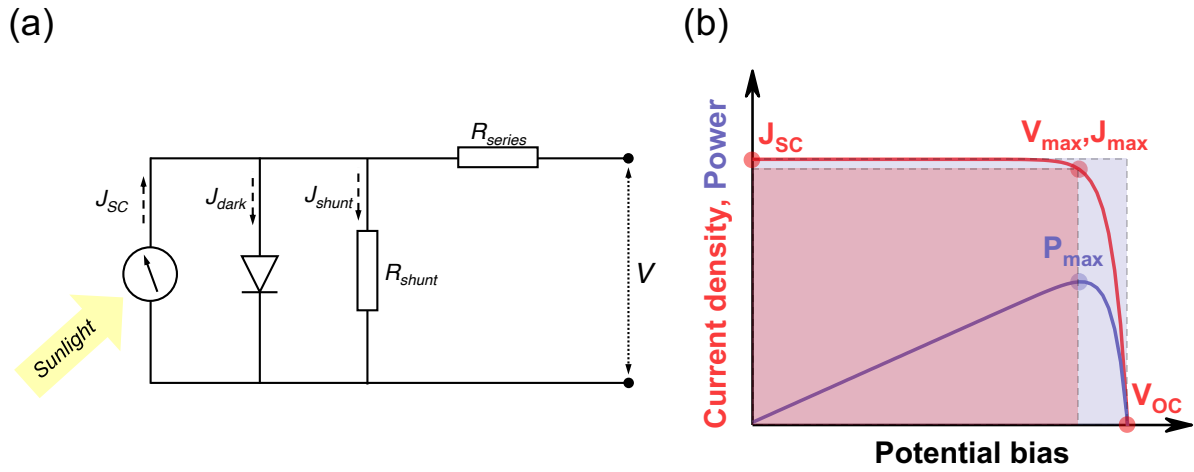 (a)
R_series
J_SC
J_dark
J_shunt
R_shunt
V
Sunlight
(b)
Current density, Power
J_SC
V_max,J_max
P_max
V_OC
Potential bias